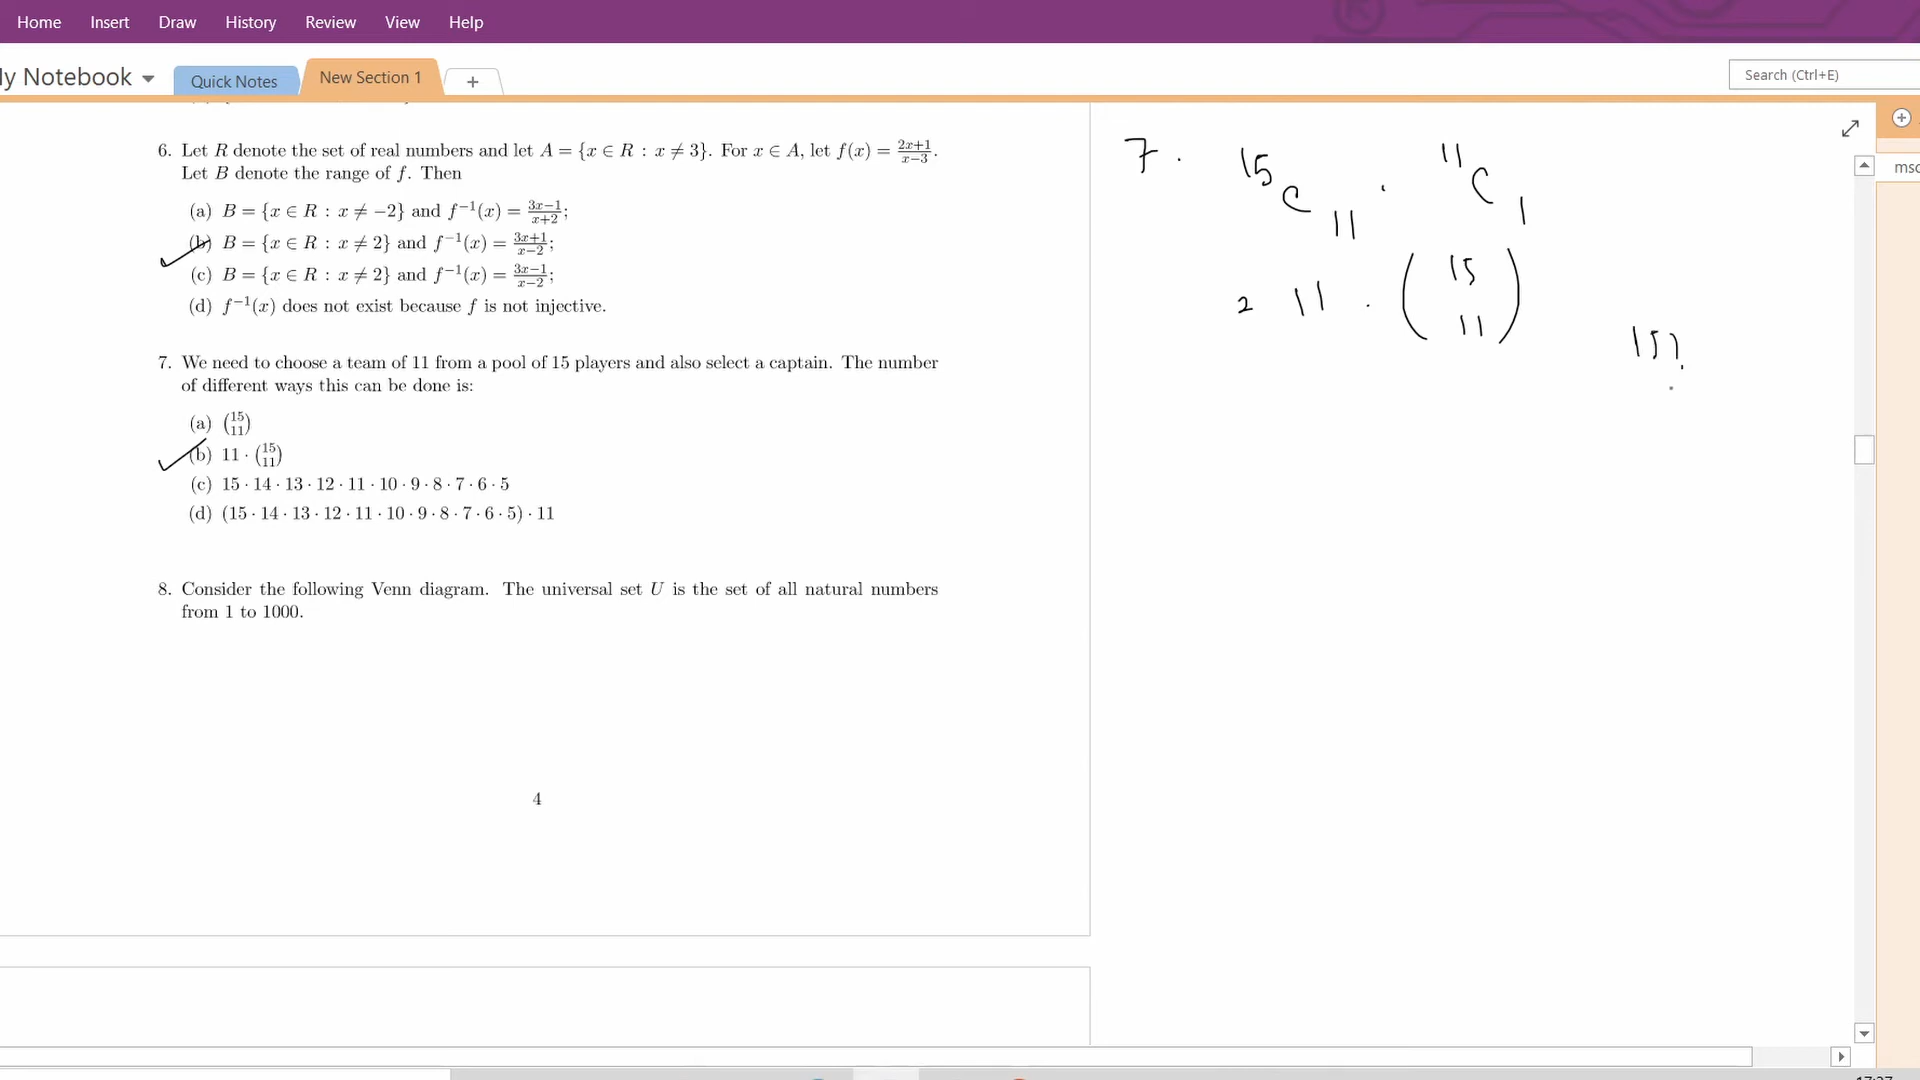 Home Insert Draw History Review View Help
y Notebook Quick Notes New Section 1 +
Search (Ctrl+E)
6. Let R denote the set of real numbers and let A = {x ∈ R : x ≠ 3}. For x ∈ A, let f(x) = (2x+1)/(x−3).
Let B denote the range of f. Then
(a) B = {x ∈ R : x ≠ −2} and f⁻¹(x) = (3x−1)/(x+2);
(b) B = {x ∈ R : x ≠ 2} and f⁻¹(x) = (3x+1)/(x−2);
(c) B = {x ∈ R : x ≠ 2} and f⁻¹(x) = (3x−1)/(x−2);
(d) f⁻¹(x) does not exist because f is not injective.
7. We need to choose a team of 11 from a pool of 15 players and also select a captain. The number
of different ways this can be done is:
(a) (15 11)
(b) 11 · (15 11)
(c) 15 · 14 · 13 · 12 · 11 · 10 · 9 · 8 · 7 · 6 · 5
(d) (15 · 14 · 13 · 12 · 11 · 10 · 9 · 8 · 7 · 6 · 5) · 11
8. Consider the following Venn diagram. The universal set U is the set of all natural numbers
from 1 to 1000.
4
7. 15 C 11 · 11 C 1
11 · (15 11)
15!
msc